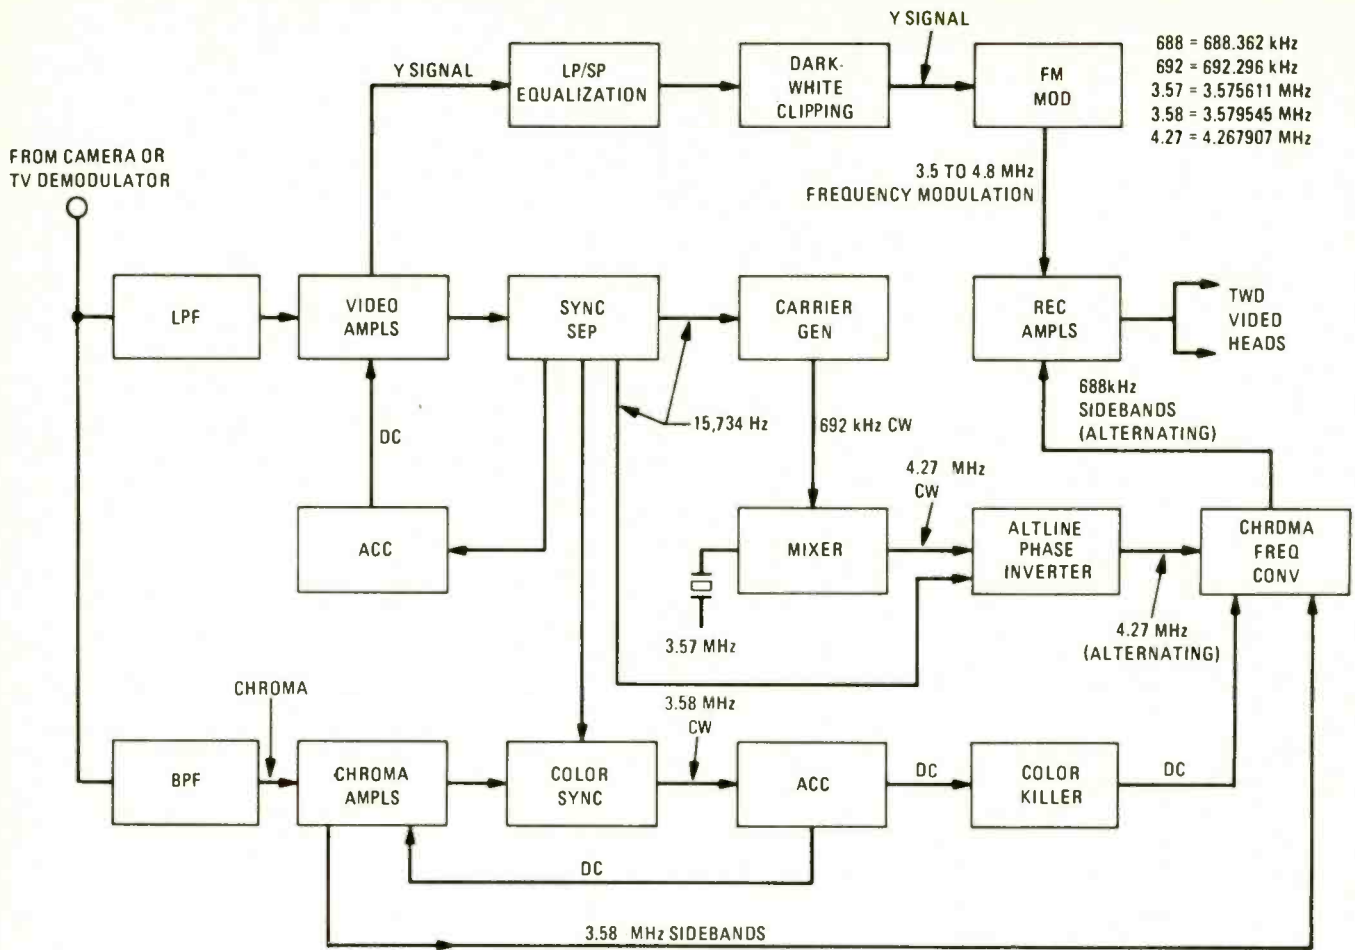 Y SIGNAL
688 = 688.362 kHz
692 = 692.296 kHz
3.57 = 3.575611 MHz
3.58 = 3.579545 MHz
4.27 = 4.267907 MHz
Y SIGNAL
LP/SP
EQUALIZATION
DARK-
WHITE
CLIPPING
FM
MOD
FROM CAMERA OR
TV DEMODULATOR
3.5 TO 4.8 MHz
FREQUENCY MODULATION
LPF
VIDEO
AMPLS
SYNC
SEP
CARRIER
GEN
REC
AMPLS
TWD
VIDEO
HEADS
DC
15,734 Hz
692 kHz CW
688kHz
SIDEBANDS
(ALTERNATING)
4.27 MHz
CW
ACC
MIXER
ALTLINE
PHASE
INVERTER
CHRDMA
FREQ
CONV
3.57 MHz
4.27 MHz
(ALTERNATING)
CHROMA
3.58 MHz
CW
BPF
CHROMA
AMPLS
COLOR
SYNC
ACC
DC
COLOR
KILLER
DC
DC
3.58 MHz SIDEBANDS